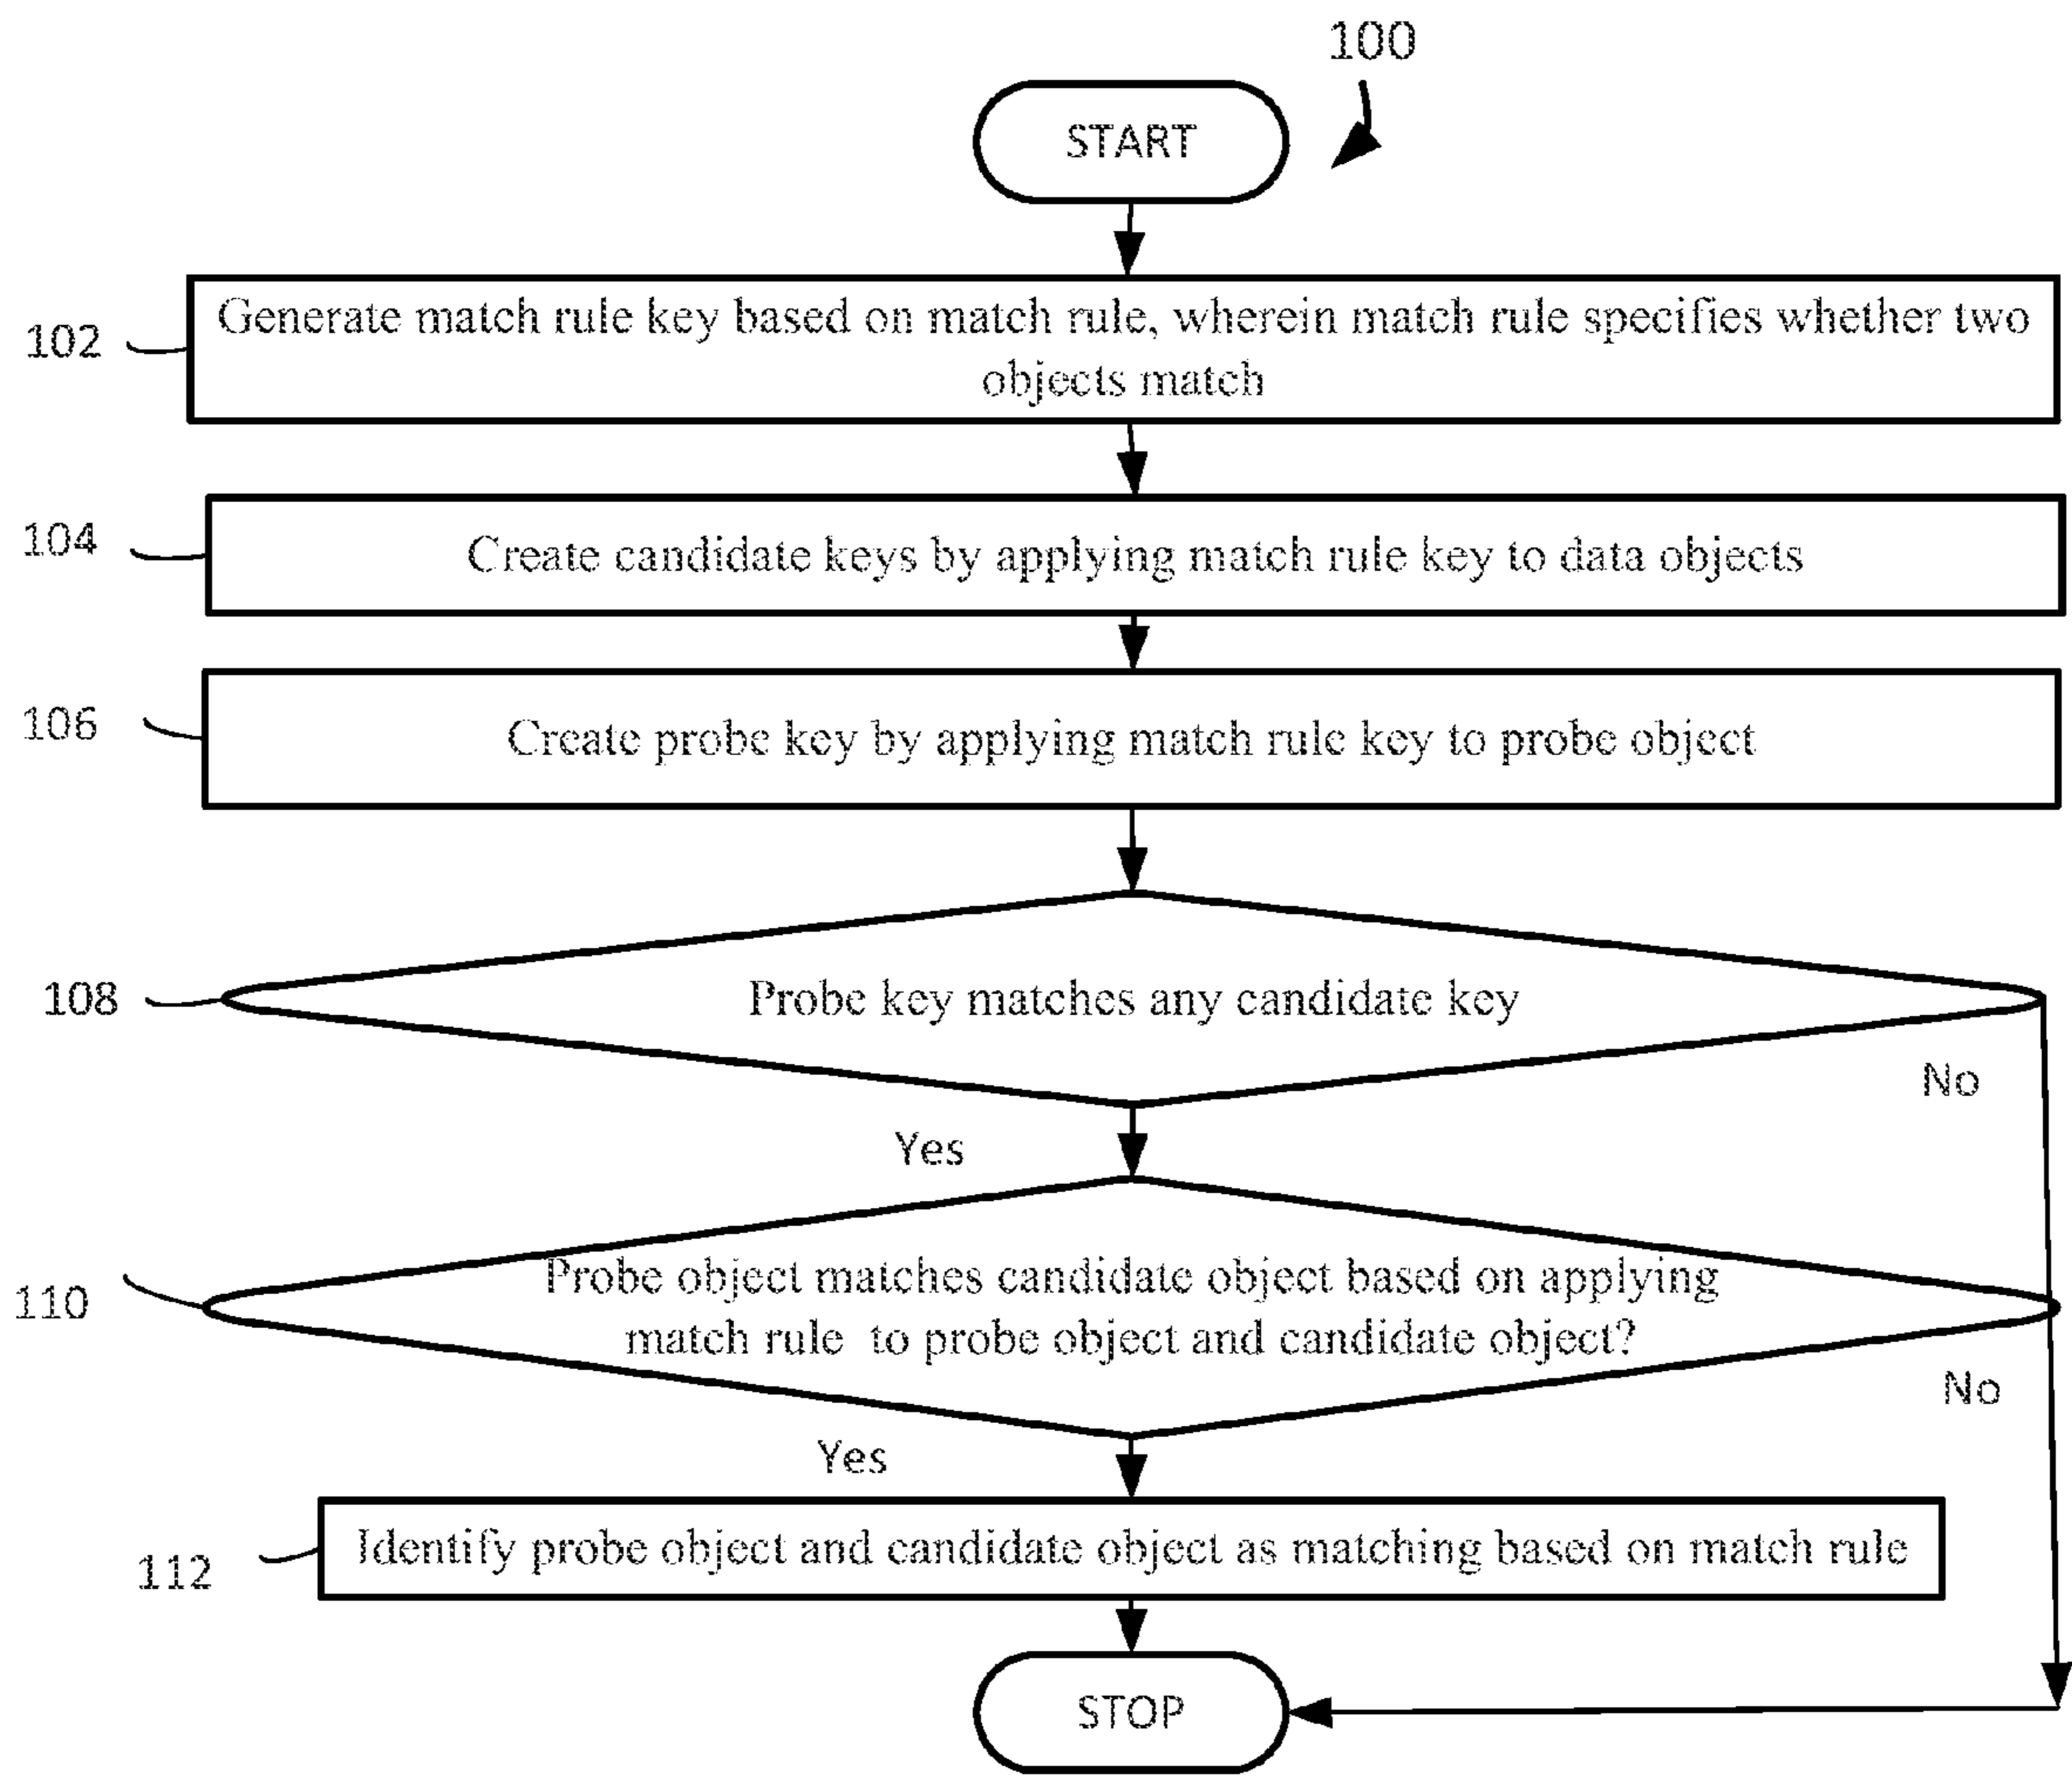 100
START
102
Generate match rule key based on match rule, wherein match rule specifies whether two
objects match
104
Create candidate keys by applying match rule key to data objects
106
Create probe key by applying match rule key to probe object
108
Probe key matches any candidate key
No
Yes
110
Probe object matches candidate object based on applying
match rule to probe object and candidate object?
No
Yes
112
Identify probe object and candidate object as matching based on match rule
STOP